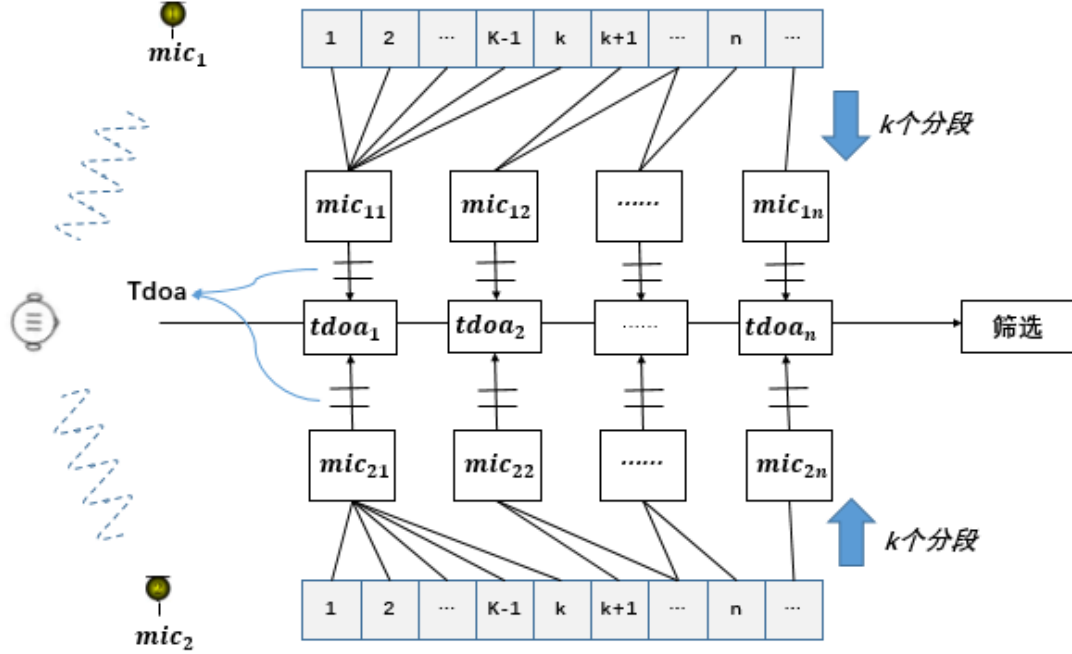 mic₁
1 2 ... K-1 k k+1 ... n ...
k个分段
mic₁₁ mic₁₂ ...... mic₁ₙ
Tdoa
tdoa₁ tdoa₂ ...... tdoaₙ 筛选
mic₂₁ mic₂₂ ...... mic₂ₙ
k个分段
1 2 ... K-1 k k+1 ... n ...
mic₂